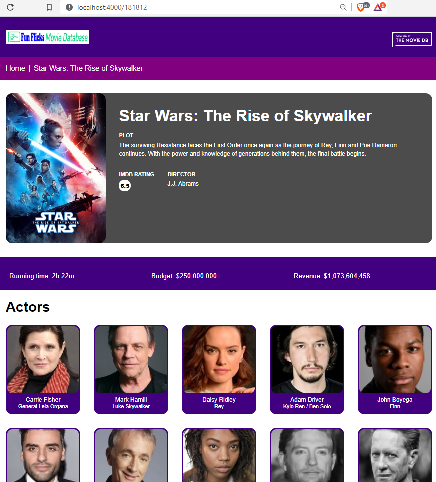 localhost:4000/181812
Fun Flicks Movie Database
THE MOVIE DB
Home | Star Wars: The Rise of Skywalker
Star Wars: The Rise of Skywalker
PLOT
The surviving Resistance faces the First Order once again as the journey of Rey, Finn and Poe Dameron
continues. With the power and knowledge of generations behind them, the final battle begins.
IMDB RATING DIRECTOR
6.5 J.J. Abrams
STAR
WARS
Running time: 2h 22m Budget: $250,000,000 Revenue: $1,073,604,458
Actors
Carrie Fisher Mark Hamill Daisy Ridley Adam Driver John Boyega
General Leia Organa Luke Skywalker Rey Kylo Ren / Ben Solo Finn